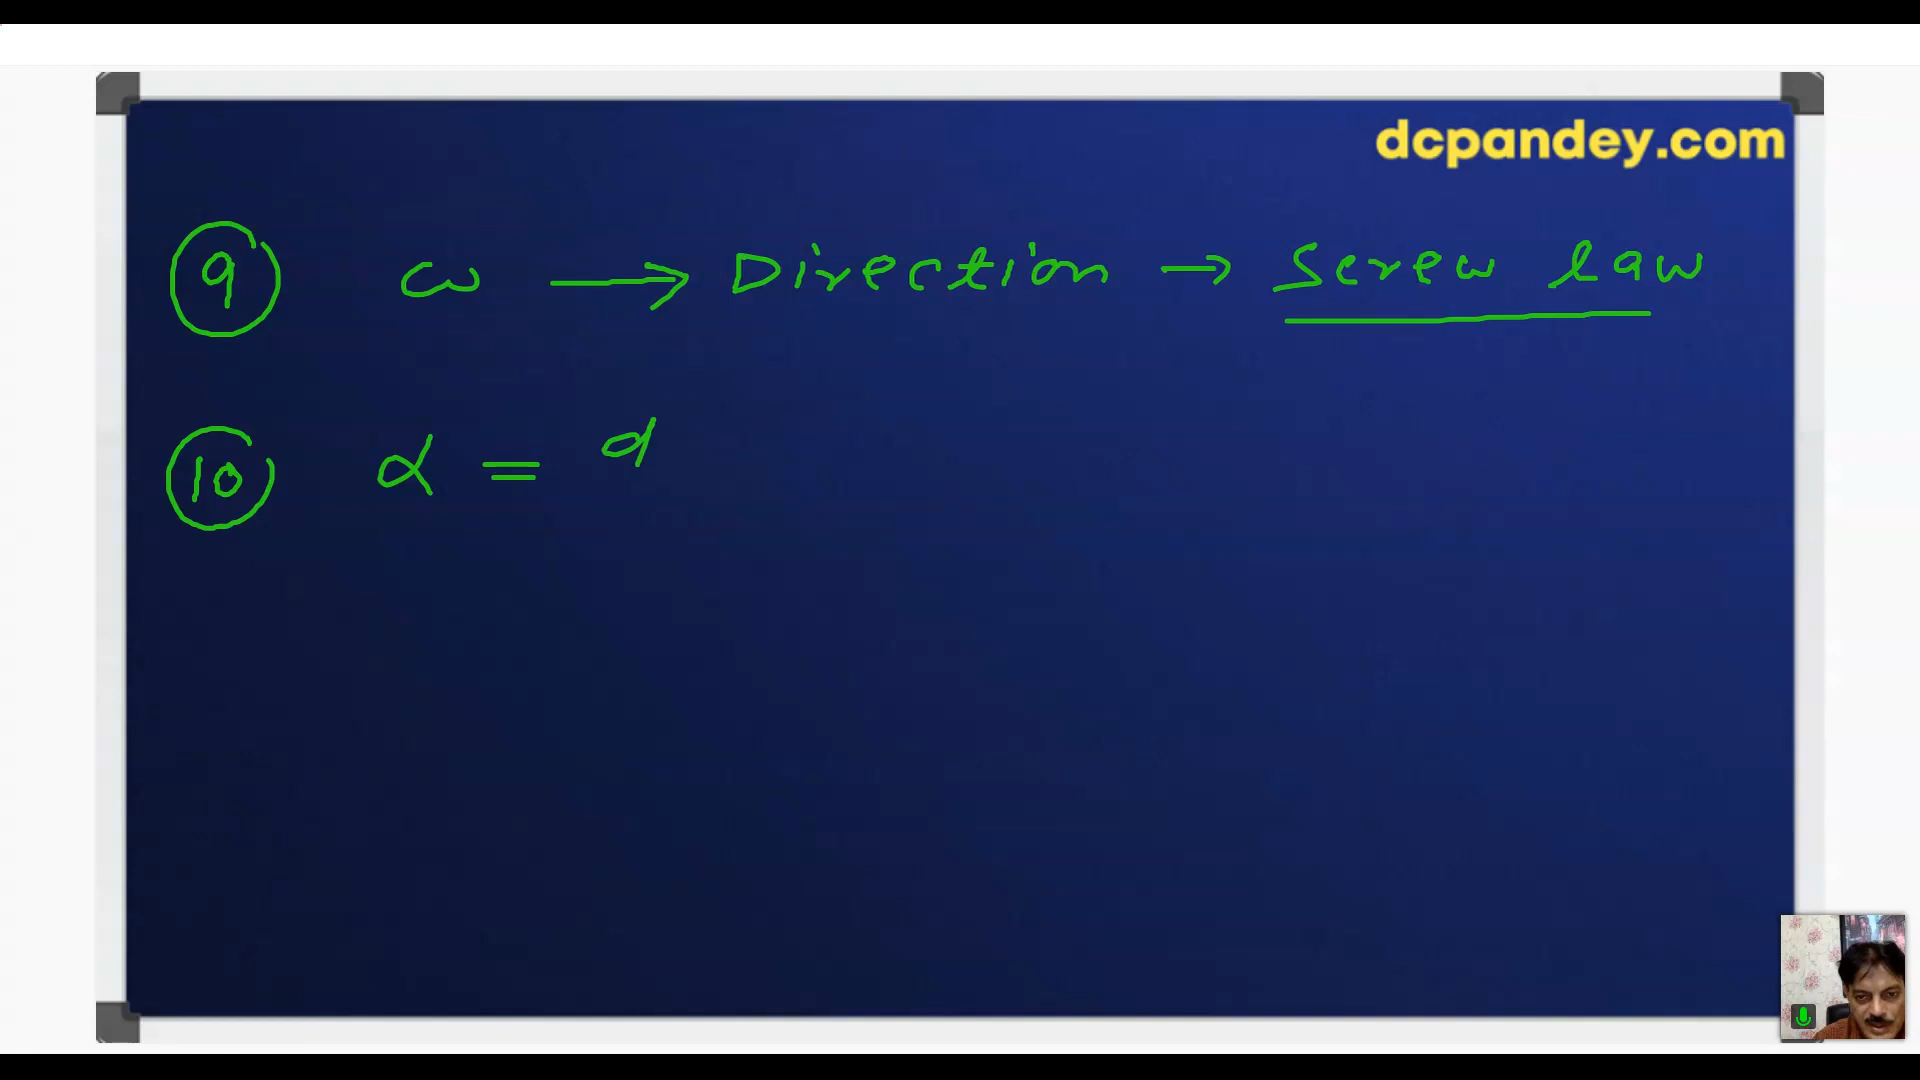 dcpandey.com
9 ω → Direction → Screw law
10 α = d